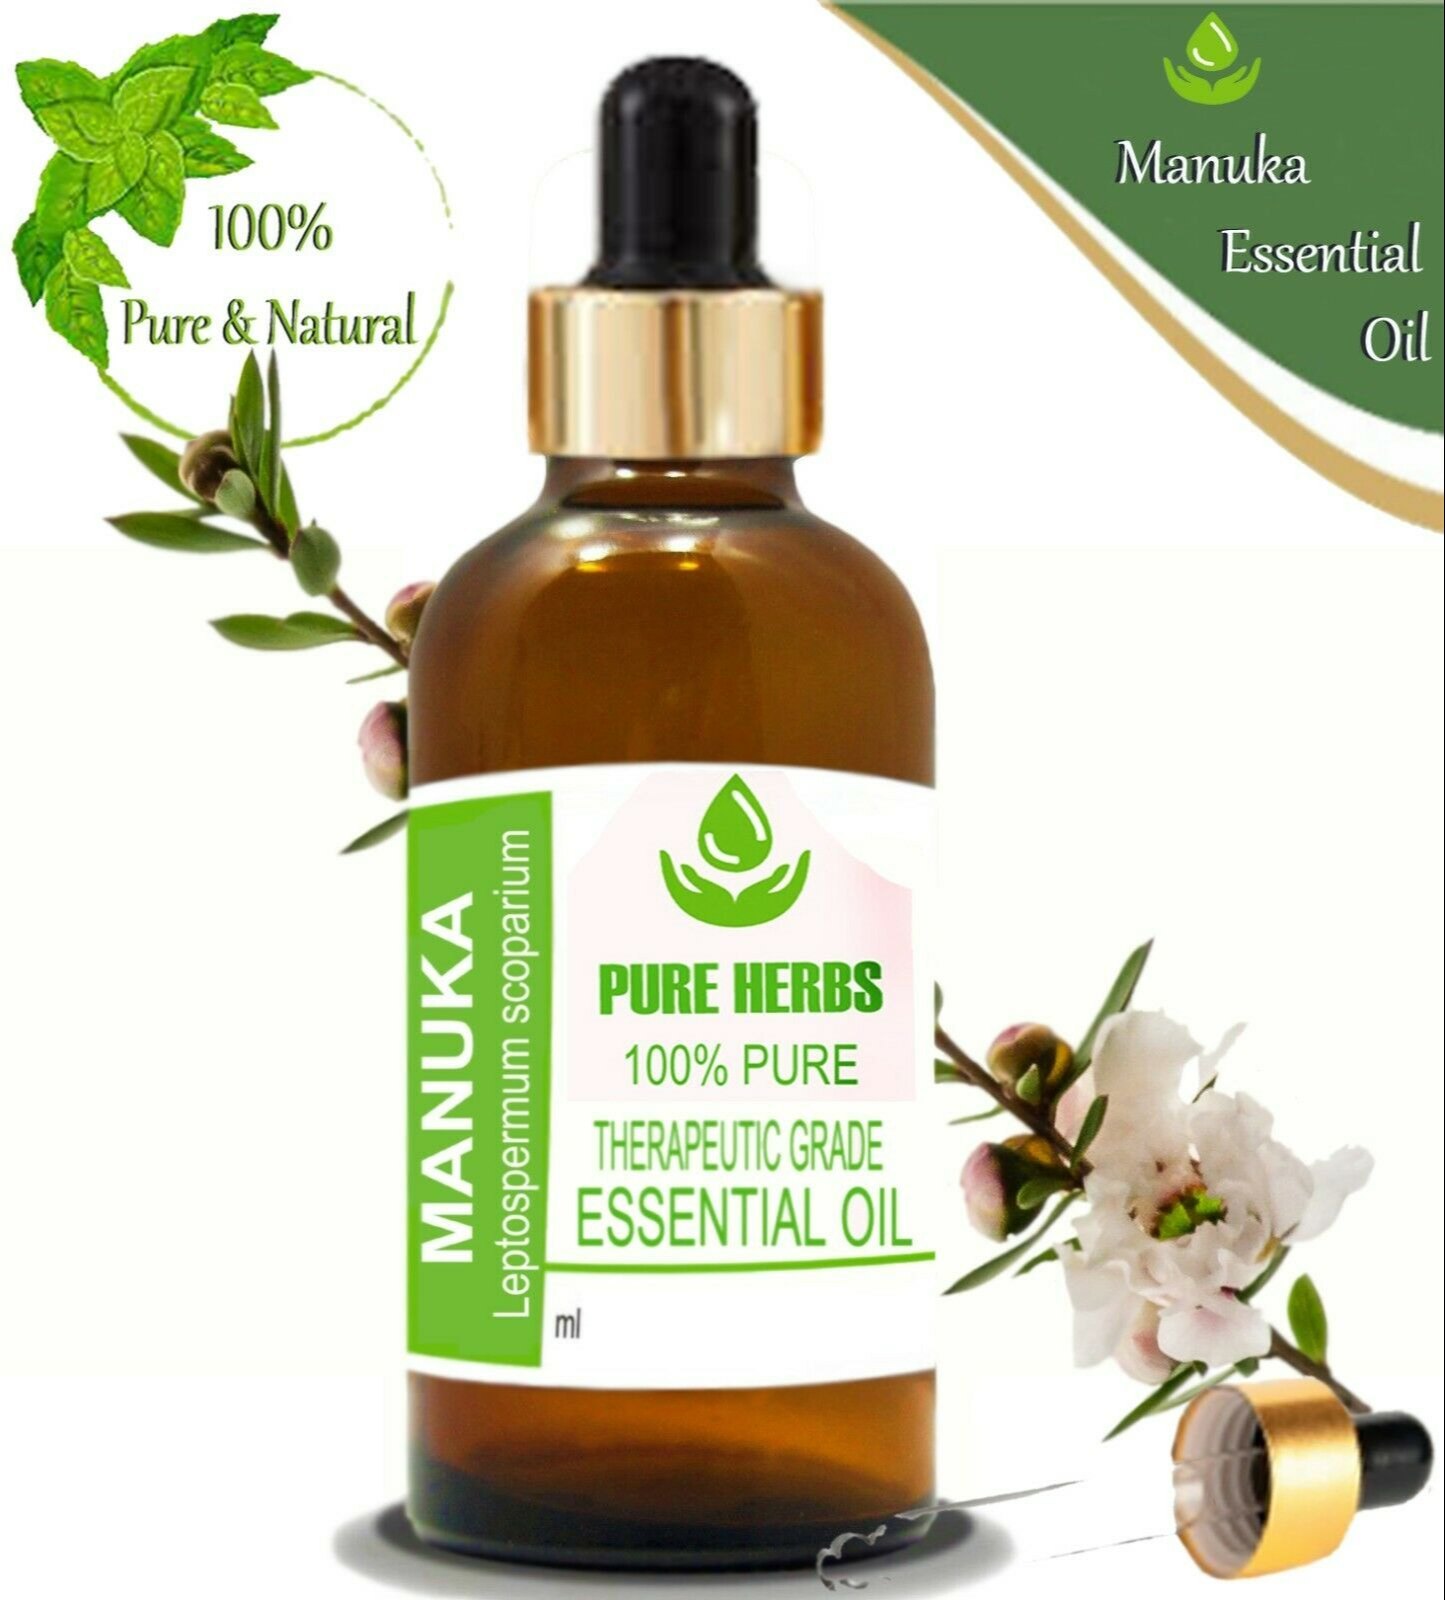 100%
Pure & Natural
Manuka
Essential
Oil
MANUKA
Leptospermum scoparium
PURE HERBS
100% PURE
THERAPEUTIC GRADE
ESSENTIAL OIL
ml